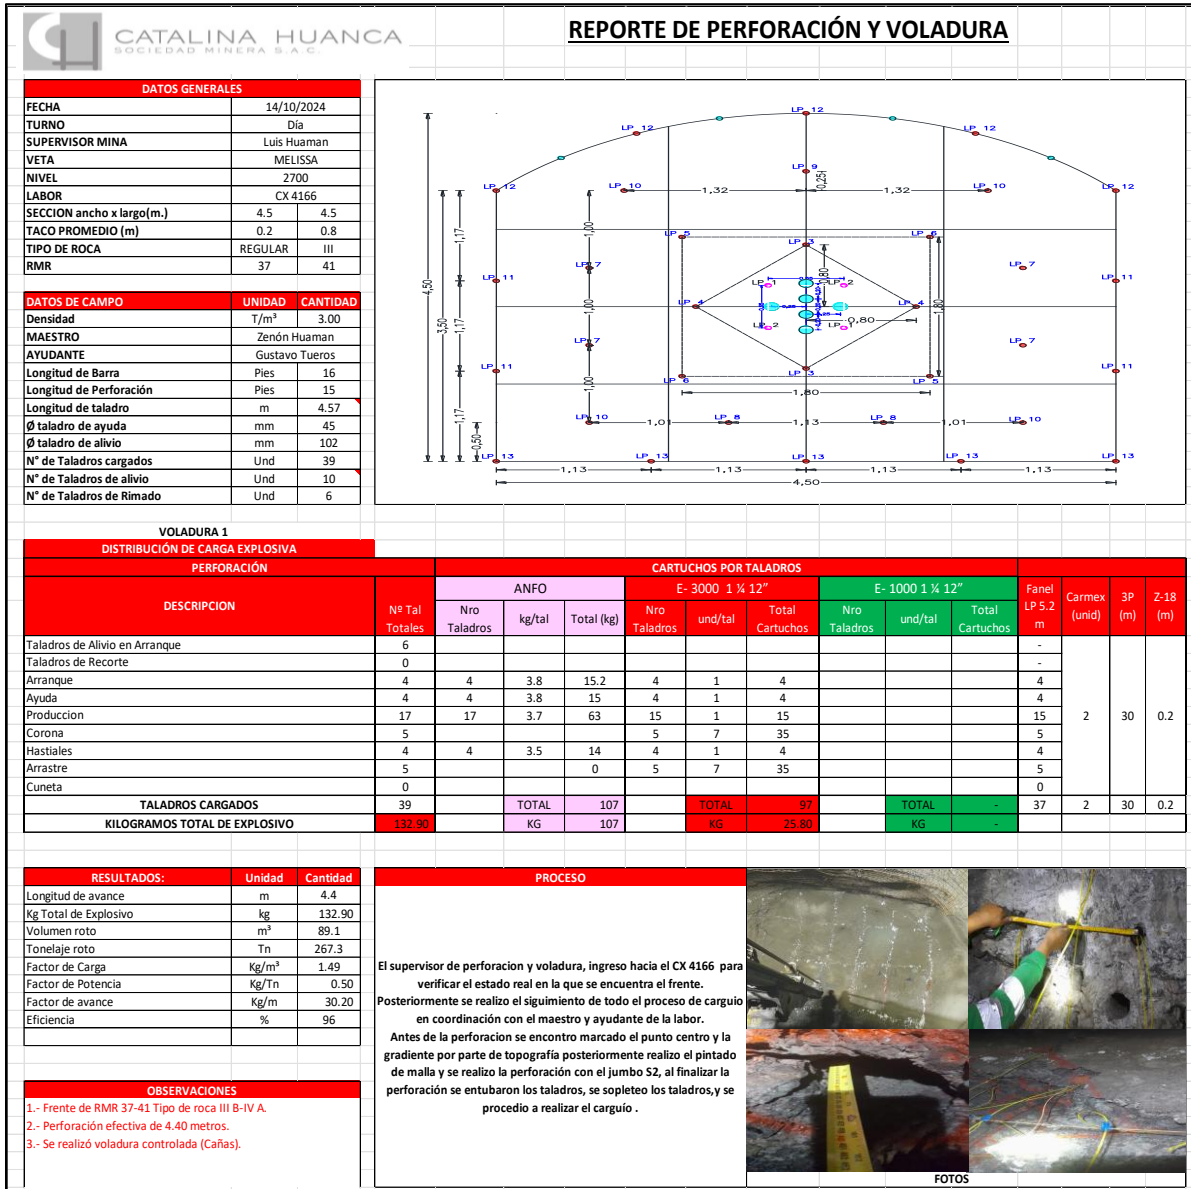 CATALINA HUANCA
SOCIEDAD MINERA S.A.C.
REPORTE DE PERFORACIÓN Y VOLADURA
DATOS GENERALES
FECHA 14/10/2024
TURNO Día
SUPERVISOR MINA Luis Huaman
VETA MELISSA
NIVEL 2700
LABOR CX 4166
SECCION ancho x largo(m.) 4.5 4.5
TACO PROMEDIO (m) 0.2 0.8
TIPO DE ROCA REGULAR III
RMR 37 41
DATOS DE CAMPO UNIDAD CANTIDAD
Densidad T/m³ 3.00
MAESTRO Zenón Huaman
AYUDANTE Gustavo Tueros
Longitud de Barra Pies 16
Longitud de Perforación Pies 15
Longitud de taladro m 4.57
Ø taladro de ayuda mm 45
Ø taladro de alivio mm 102
N° de Taladros cargados Und 39
N° de Taladros de alivio Und 10
N° de Taladros de Rimado Und 6
LP 12
LP 12 LP 12
LP 9
LP 12 LP 10 1,32 0,25 1,32 LP 10 LP 12
LP 5 LP 6
1,17 1,00 LP 3
LP 7 LP 7
LP 11 0,80 LP 11
LP 1 LP 2
4,50 3,50 1,17 1,00 LP 4 LP 4 1,80
LP 2 LP 1 0,80
LP 7 LP 7
LP 11 LP 3 LP 11
LP 6 LP 5
1,00 1,80
1,17 LP 10 1,01 LP 8 1,13 LP 8 1,01 LP 10
0,50
LP 13 LP 13 LP 13 LP 13 LP 13
1,13 1,13 1,13 1,13
4,50
VOLADURA 1
DISTRIBUCIÓN DE CARGA EXPLOSIVA
PERFORACIÓN CARTUCHOS POR TALADROS
DESCRIPCION Nº Tal Totales ANFO E- 3000 1 ¼ 12” E- 1000 1 ¼ 12” Fanel LP 5.2 m Carmex (unid) 3P (m) Z-18 (m)
Nro Taladros kg/tal Total (kg) Nro Taladros und/tal Total Cartuchos Nro Taladros und/tal Total Cartuchos
Taladros de Alivio en Arranque 6 -
Taladros de Recorte 0 -
Arranque 4 4 3.8 15.2 4 1 4 4
Ayuda 4 4 3.8 15 4 1 4 4
Produccion 17 17 3.7 63 15 1 15 15 2 30 0.2
Corona 5 5 7 35 5
Hastiales 4 4 3.5 14 4 1 4 4
Arrastre 5 0 5 7 35 5
Cuneta 0 0
TALADROS CARGADOS 39 TOTAL 107 TOTAL 97 TOTAL - 37 2 30 0.2
KILOGRAMOS TOTAL DE EXPLOSIVO 132.90 KG 107 KG 25.80 KG -
RESULTADOS: Unidad Cantidad
Longitud de avance m 4.4
Kg Total de Explosivo kg 132.90
Volumen roto m³ 89.1
Tonelaje roto Tn 267.3
Factor de Carga Kg/m³ 1.49
Factor de Potencia Kg/Tn 0.50
Factor de avance Kg/m 30.20
Eficiencia % 96
OBSERVACIONES
1.- Frente de RMR 37-41 Tipo de roca III B-IV A.
2.- Perforación efectiva de 4.40 metros.
3.- Se realizó voladura controlada (Cañas).
PROCESO
El supervisor de perforacion y voladura, ingreso hacia el CX 4166 para
verificar el estado real en la que se encuentra el frente.
Posteriormente se realizo el siguimiento de todo el proceso de carguio
en coordinación con el maestro y ayudante de la labor.
Antes de la perforacion se encontro marcado el punto centro y la
gradiente por parte de topografía posteriormente realizo el pintado
de malla y se realizo la perforación con el jumbo S2, al finalizar la
perforación se entubaron los taladros, se sopleteo los taladros,y se
procedio a realizar el carguío .
FOTOS